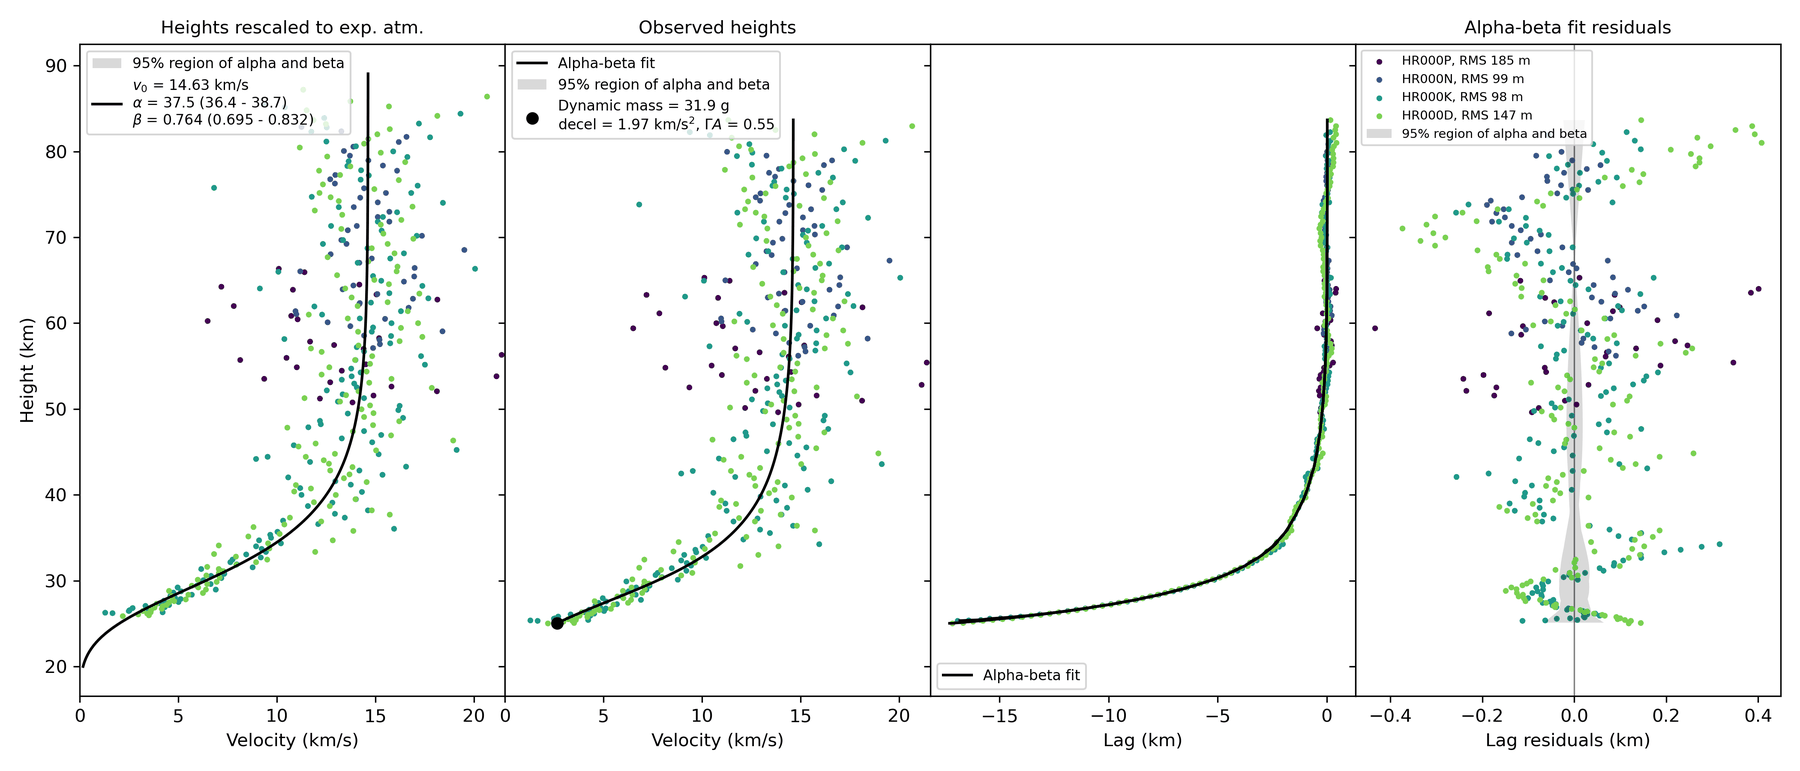 Heights rescaled to exp. atm.
Observed heights
Alpha-beta fit residuals
95% region of alpha and beta
v₀ = 14.63 km/s
α = 37.5 (36.4 - 38.7)
β = 0.764 (0.695 - 0.832)
Alpha-beta fit
95% region of alpha and beta
Dynamic mass = 31.9 g
decel = 1.97 km/s², ΓA = 0.55
HR000P, RMS 185 m
HR000N, RMS 99 m
HR000K, RMS 98 m
HR000D, RMS 147 m
95% region of alpha and beta
Alpha-beta fit
Height (km)
90
80
70
60
50
40
30
20
0 5 10 15 20
0 5 10 15 20
−15 −10 −5 0
−0.4 −0.2 0.0 0.2 0.4
Velocity (km/s)
Velocity (km/s)
Lag (km)
Lag residuals (km)